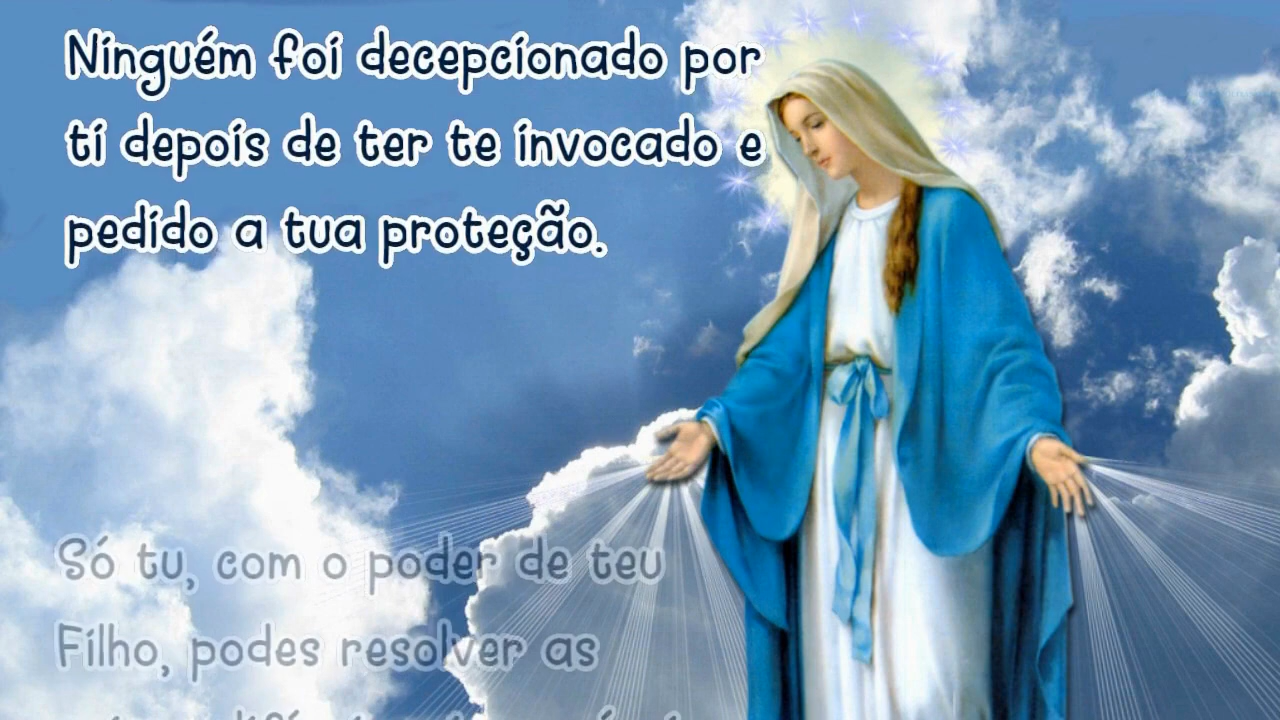 Ninguém foi decepcionado por
ti depois de ter te invocado e
pedido a tua proteção.
Só tu, com o poder de teu
Filho, podes resolver as